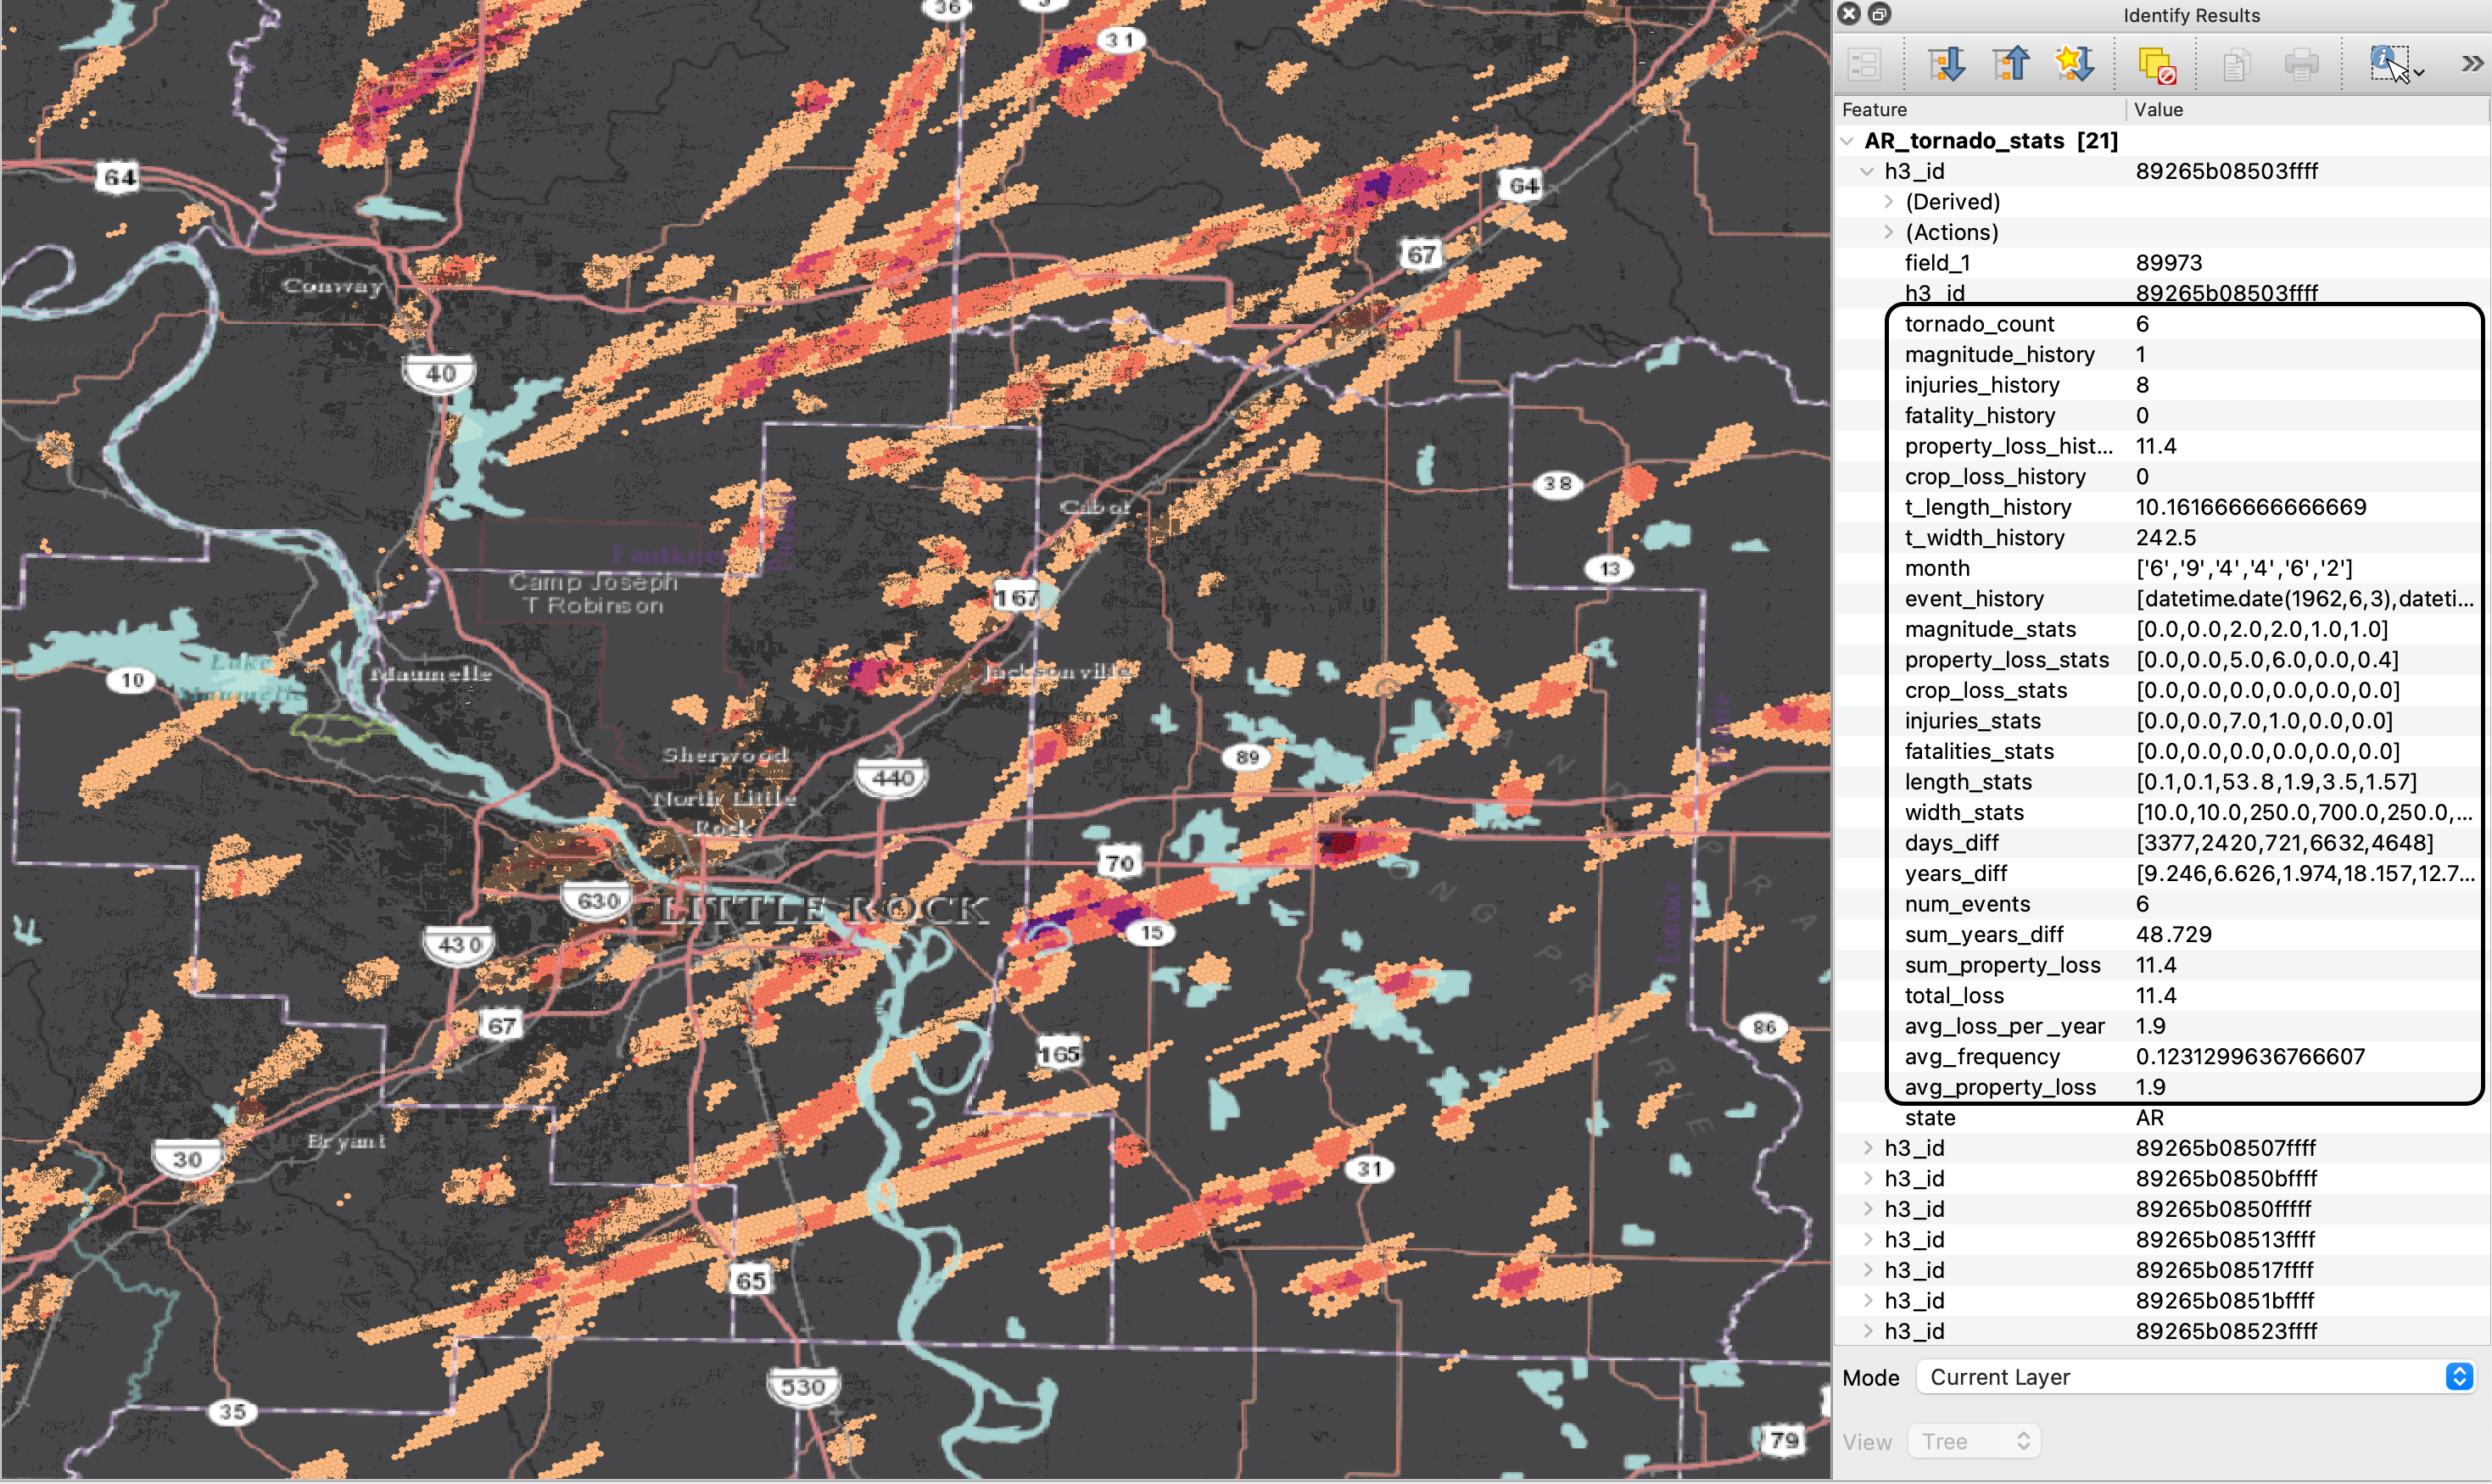 Identify Results
Feature Value
AR_tornado_stats [21]
h3_id 89265b08503ffff
(Derived)
(Actions)
field_1 89973
h3_id 89265b08503ffff
tornado_count 6
magnitude_history 1
injuries_history 8
fatality_history 0
property_loss_hist... 11.4
crop_loss_history 0
t_length_history 10.161666666666669
t_width_history 242.5
month ['6','9','4','4','6','2']
event_history [datetime.date(1962,6,3),dateti...
magnitude_stats [0.0,0.0,2.0,2.0,1.0,1.0]
property_loss_stats [0.0,0.0,5.0,6.0,0.0,0.4]
crop_loss_stats [0.0,0.0,0.0,0.0,0.0,0.0]
injuries_stats [0.0,0.0,7.0,1.0,0.0,0.0]
fatalities_stats [0.0,0.0,0.0,0.0,0.0,0.0]
length_stats [0.1,0.1,53.8,1.9,3.5,1.57]
width_stats [10.0,10.0,250.0,700.0,250.0,...
days_diff [3377,2420,721,6632,4648]
years_diff [9.246,6.626,1.974,18.157,12.7...
num_events 6
sum_years_diff 48.729
sum_property_loss 11.4
total_loss 11.4
avg_loss_per_year 1.9
avg_frequency 0.1231299636766607
avg_property_loss 1.9
state AR
h3_id 89265b08507ffff
h3_id 89265b0850bffff
h3_id 89265b0850fffff
h3_id 89265b08513ffff
h3_id 89265b08517ffff
h3_id 89265b0851bffff
h3_id 89265b08523ffff
Mode Current Layer
View Tree
36
31
64
64
67
Conway
40
38
Cabot
Faulkner
Camp Joseph
T Robinson
167
13
Lake
Maumelle
10
Maumelle
Jacksonville
Sherwood
89
440
North Little
Rock
70
630
LITTLE ROCK
15
430
Lonoke
67
165
86
Bryant
30
31
65
530
35
79
GRAND PRAIRIE
LONG PRAIRIE